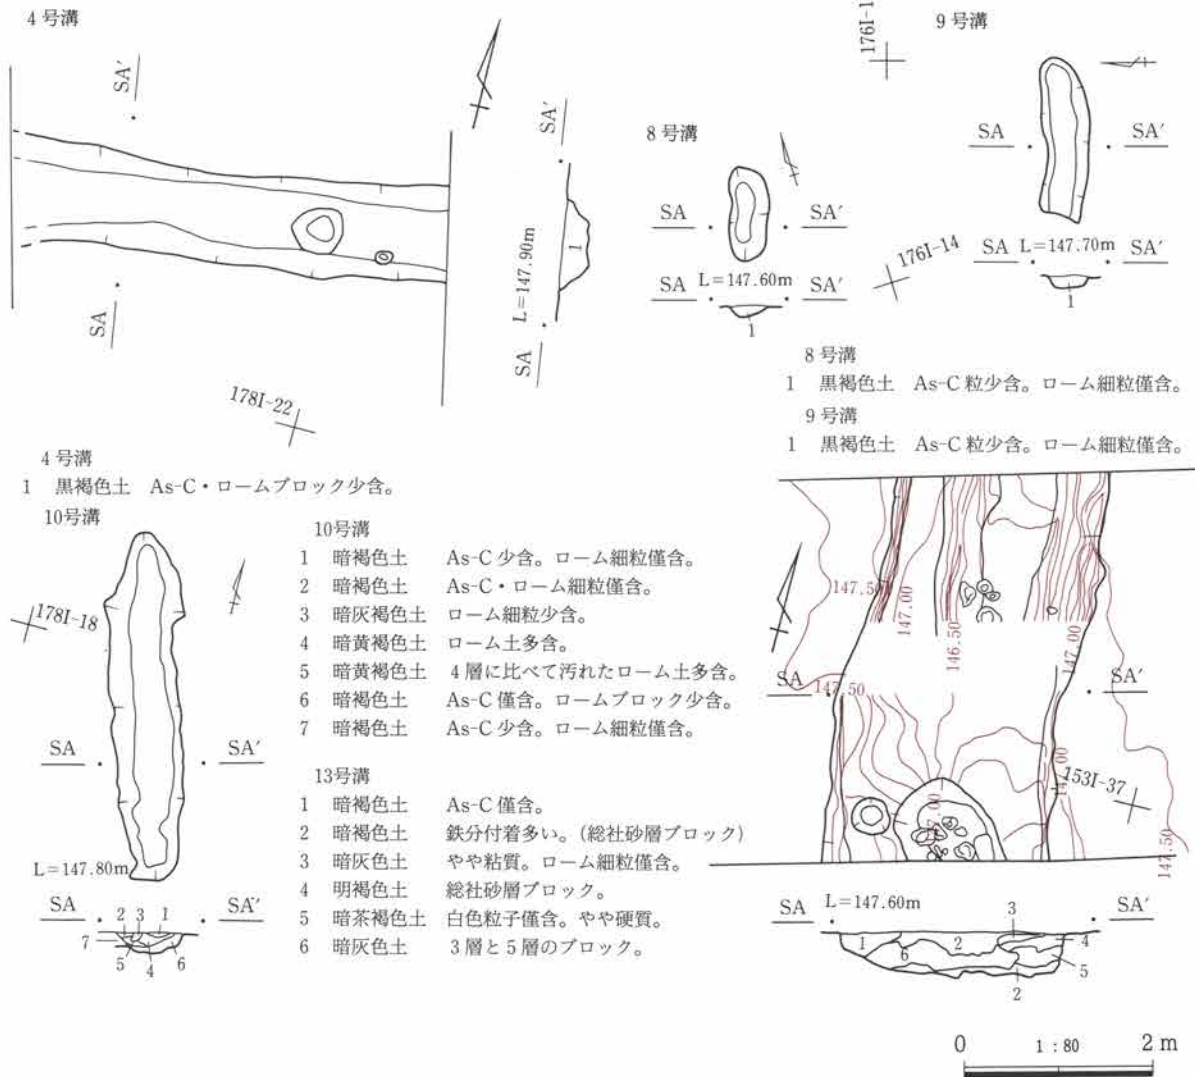 4号溝
SA′
SA
SA′
L=147.90m
1
SA
178I-22
8号溝
SA
SA′
SA
L=147.60m
SA′
1
176I-1
9号溝
SA
SA′
176I-14
SA
L=147.70m
SA′
1
8号溝
1 黒褐色土 As-C粒少含。ローム細粒僅含。
9号溝
1 黒褐色土 As-C粒少含。ローム細粒僅含。
4号溝
1 黒褐色土 As-C・ロームブロック少含。
10号溝
178I-18
SA
SA′
L=147.80m
SA
SA′
2 3 1
7
5
4
6
10号溝
1 暗褐色土 As-C少含。ローム細粒僅含。
2 暗褐色土 As-C・ローム細粒僅含。
3 暗灰褐色土 ローム細粒少含。
4 暗黄褐色土 ローム土多含。
5 暗黄褐色土 4層に比べて汚れたローム土多含。
6 暗褐色土 As-C僅含。ロームブロック少含。
7 暗褐色土 As-C少含。ローム細粒僅含。
13号溝
1 暗褐色土 As-C僅含。
2 暗褐色土 鉄分付着多い。(総社砂層ブロック)
3 暗灰色土 やや粘質。ローム細粒僅含。
4 明褐色土 総社砂層ブロック。
5 暗茶褐色土 白色粒子僅含。やや硬質。
6 暗灰色土 3層と5層のブロック。
147.50
147.00
146.50
147.00
SA
147.50
SA′
147.00
153I-37
147.00
147.50
SA
L=147.60m
SA′
3
1
6
2
4
5
2
0
1：80
2m